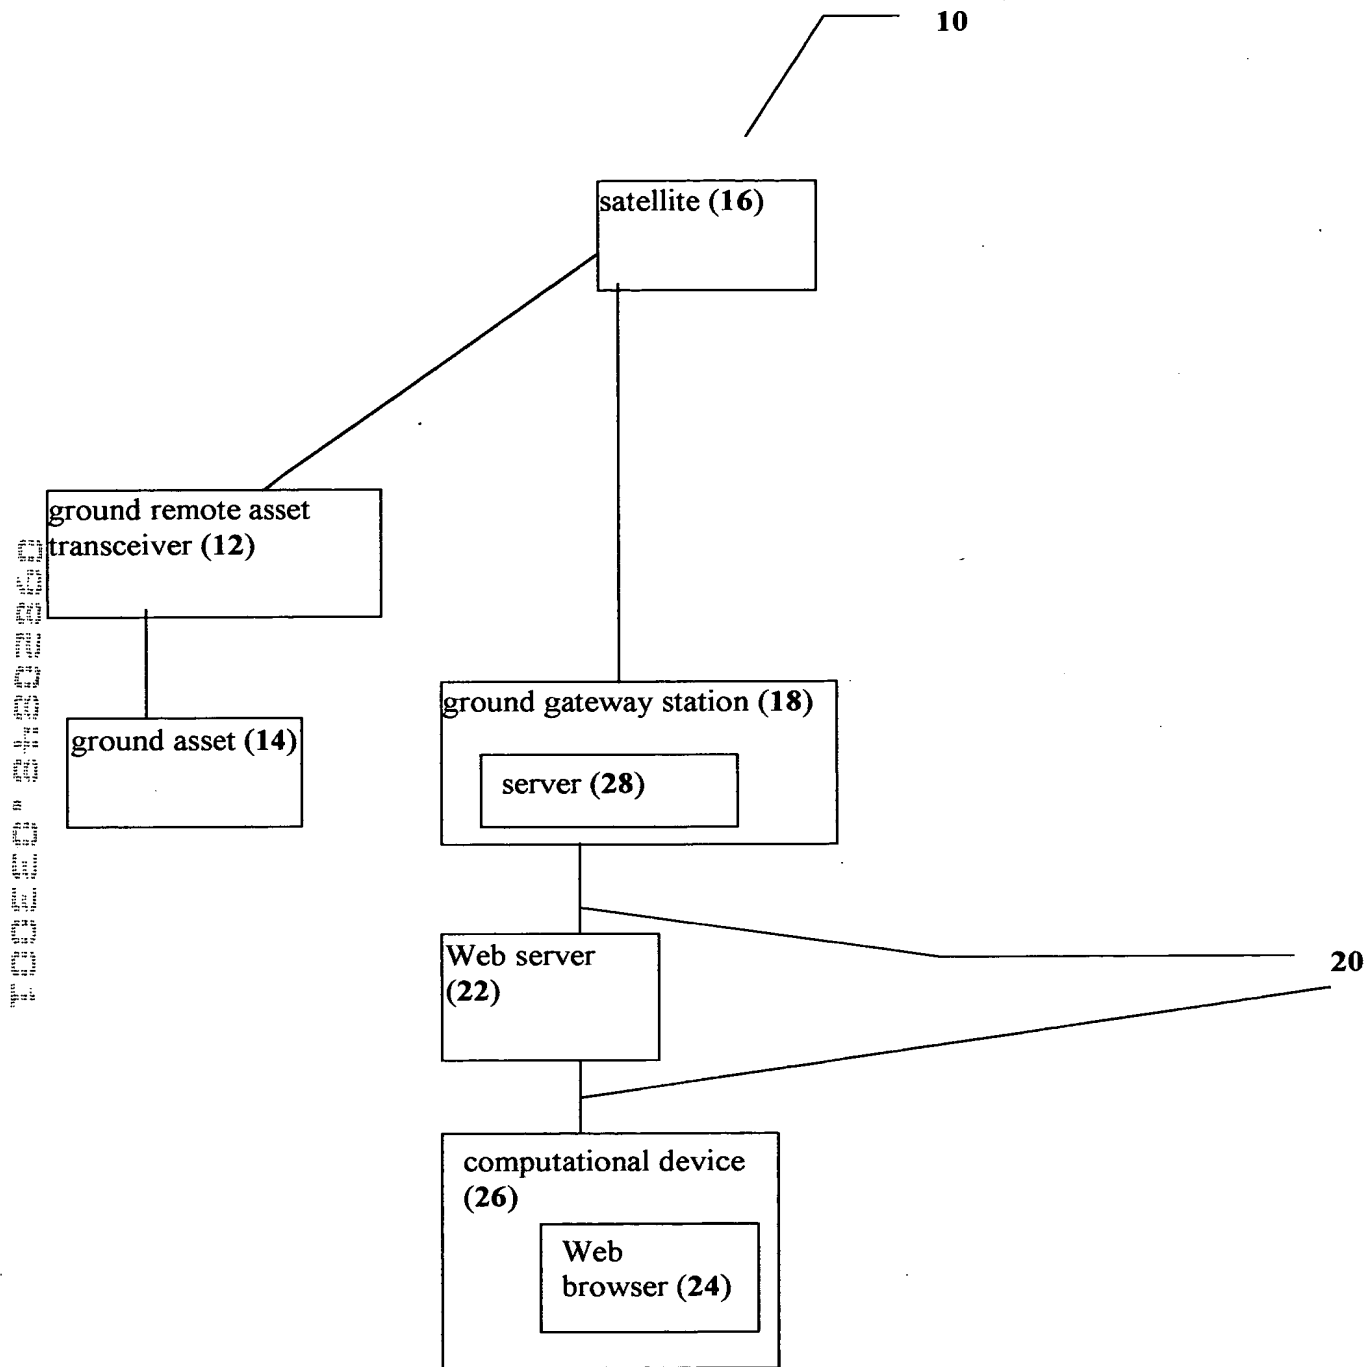 10
satellite (16)
ground remote asset
transceiver (12)
ground asset (14)
ground gateway station (18)
server (28)
Web server
(22)
20
computational device
(26)
Web
browser (24)